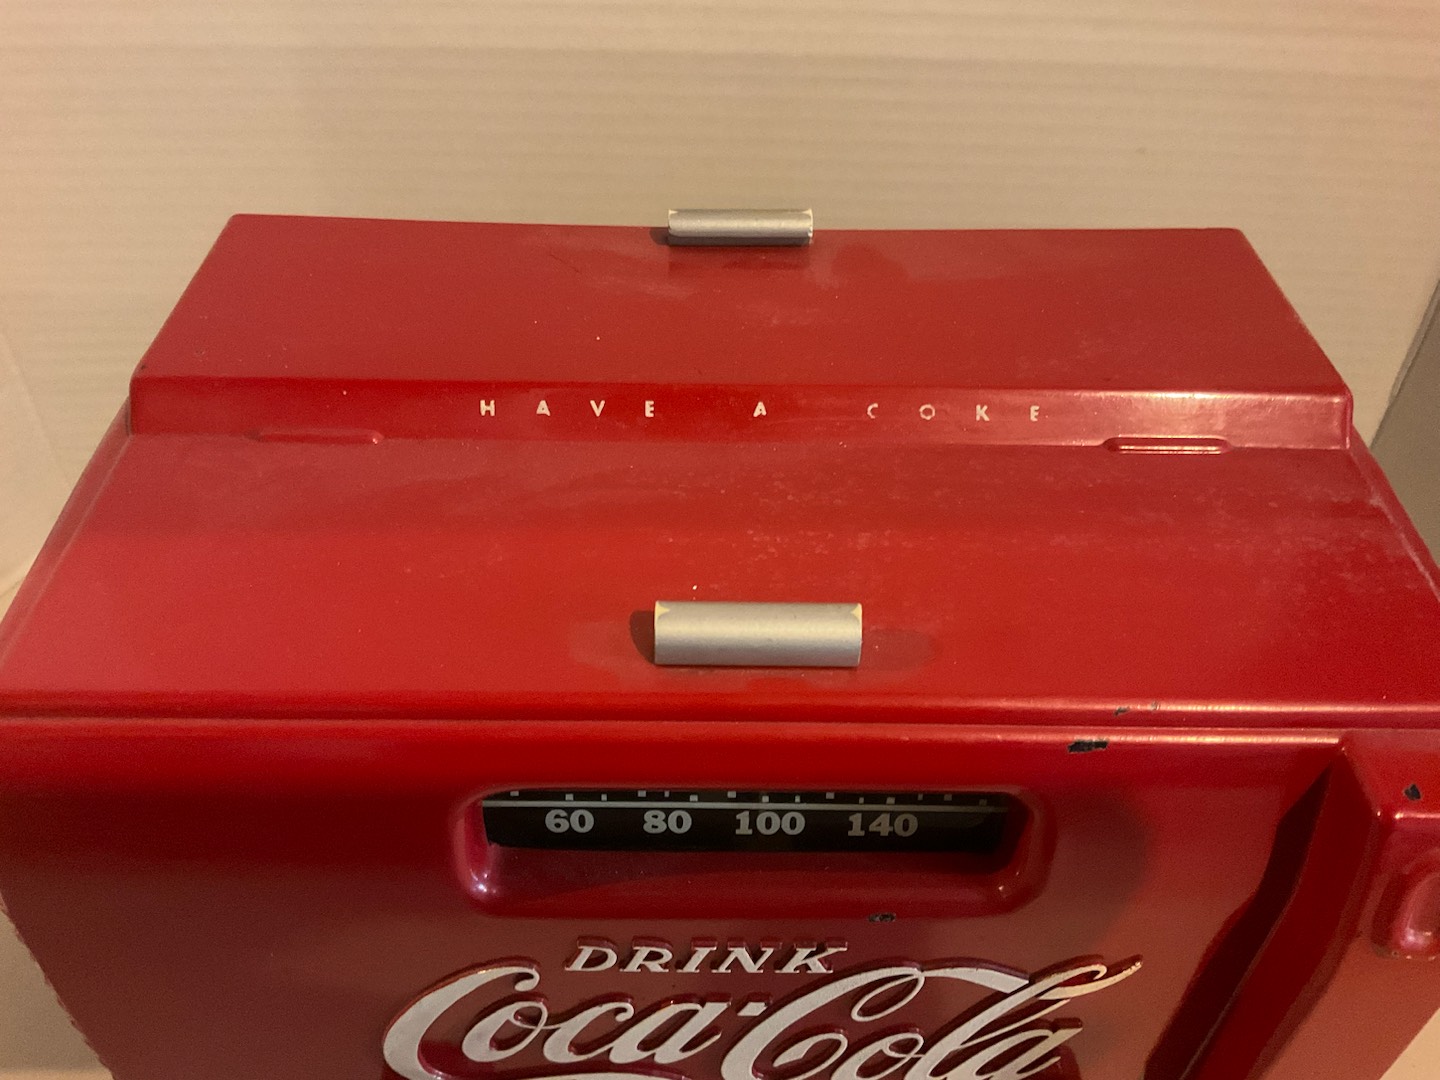 HAVE A COKE
60 80 100 140
DRINK
Coca-Cola